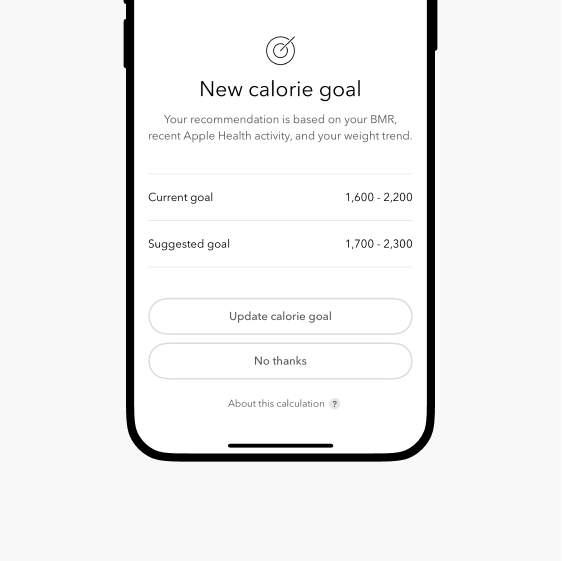 New calorie goal
Your recommendation is based on your BMR,
recent Apple Health activity, and your weight trend.
Current goal 1,600 - 2,200
Suggested goal 1,700 - 2,300
Update calorie goal
No thanks
About this calculation ?